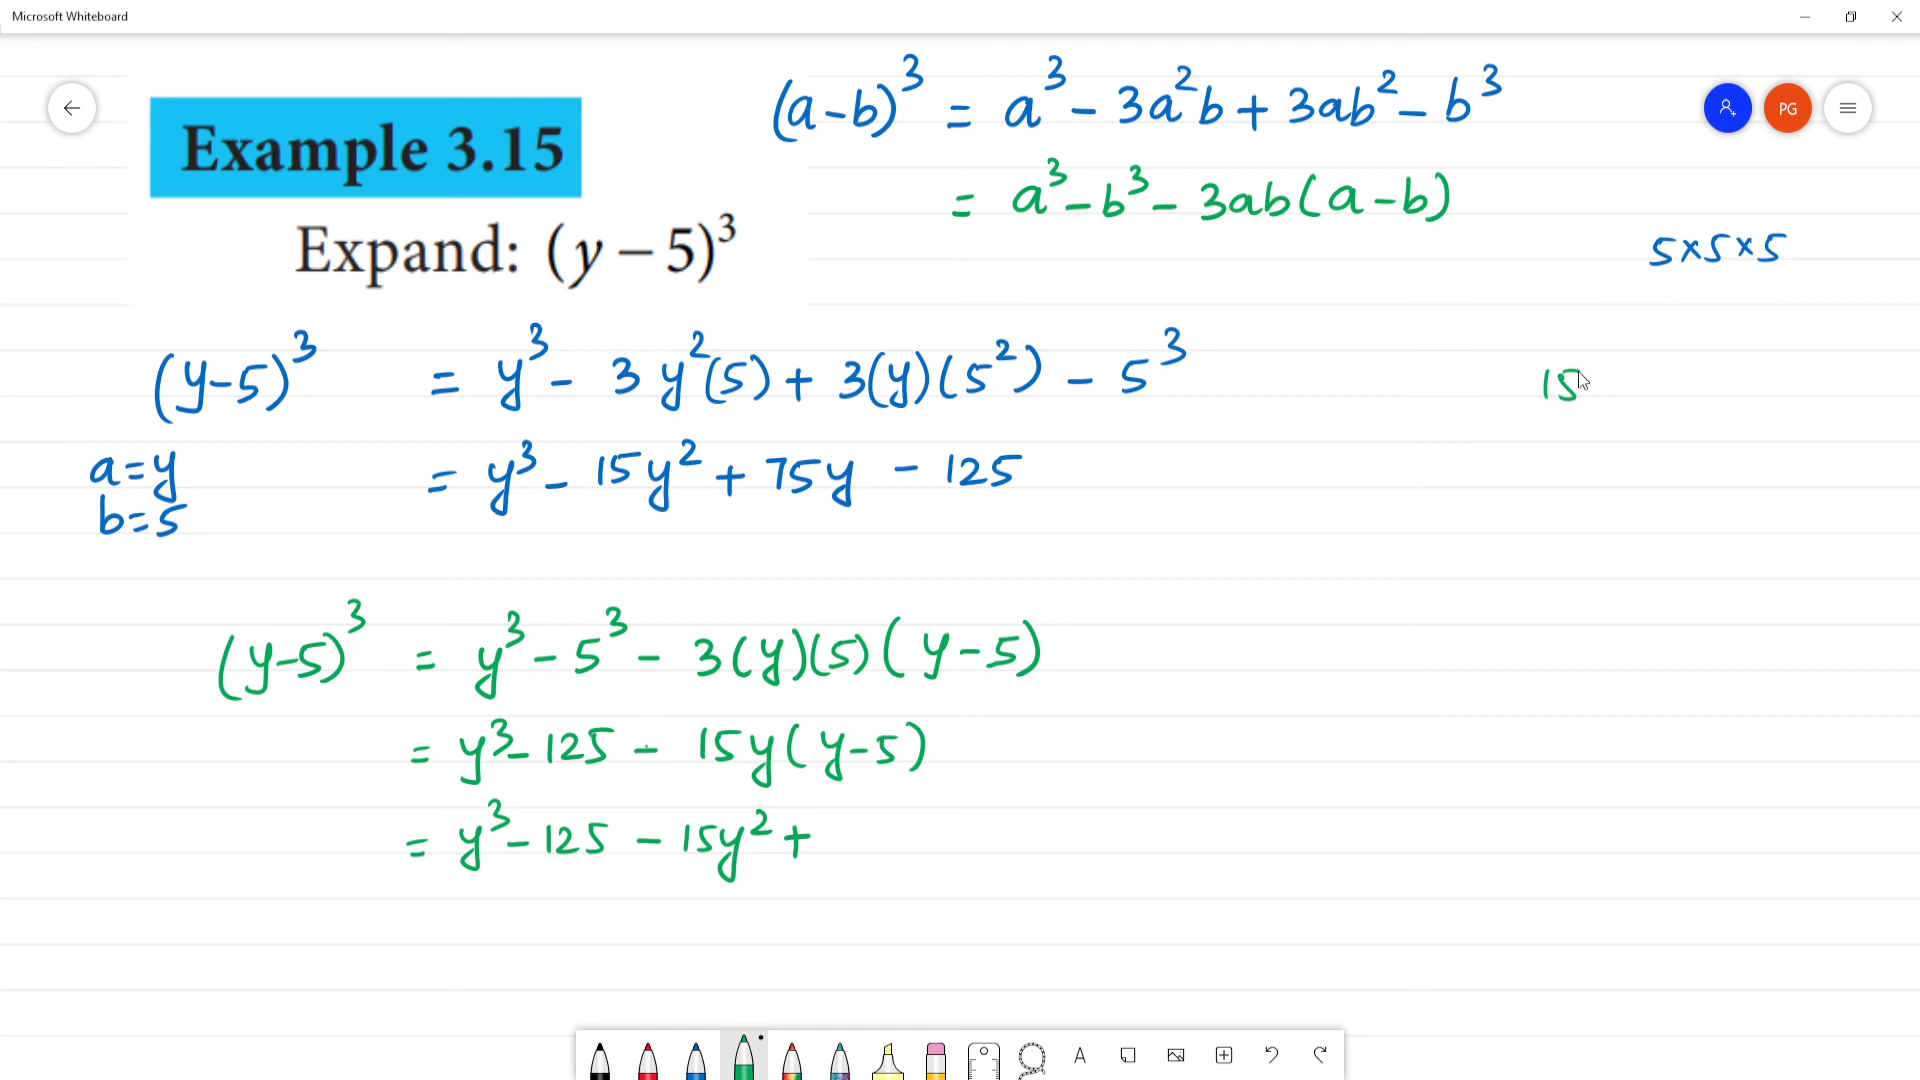 Microsoft Whiteboard
(a-b)³ = a³ - 3a²b + 3ab² - b³
PG
Example 3.15
= a³ - b³ - 3ab(a-b)
Expand: (y – 5)³
5×5×5
(y-5)³ = y³ - 3y²(5) + 3(y)(5²) - 5³
15
a=y
= y³ - 15y² + 75y - 125
b=5
(y-5)³ = y³ - 5³ - 3(y)(5)(y-5)
= y³ - 125 - 15y(y-5)
= y³ - 125 - 15y² +
A